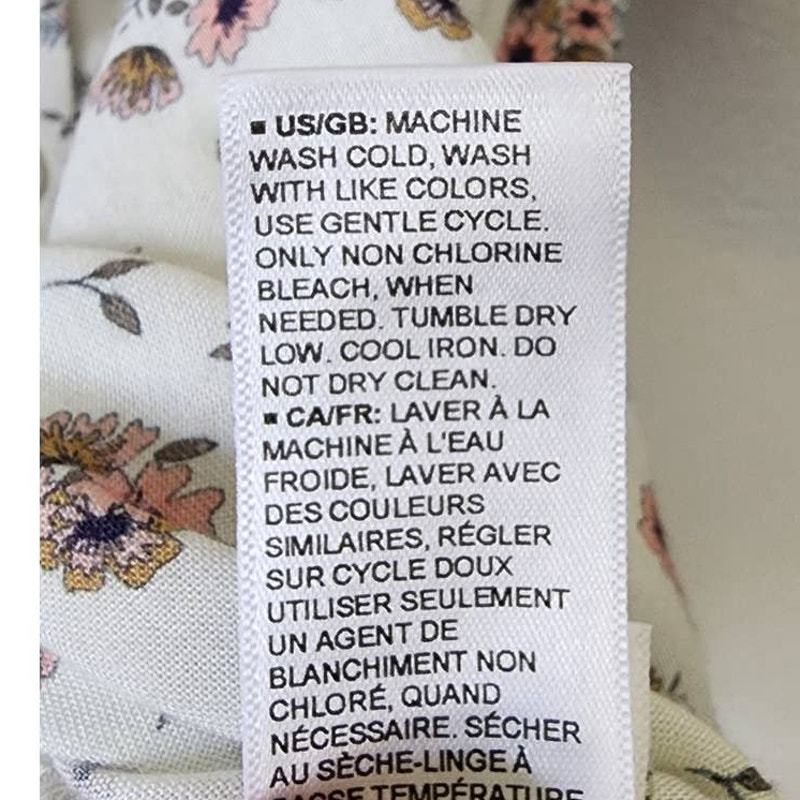 ▪ US/GB: MACHINE
WASH COLD, WASH
WITH LIKE COLORS,
USE GENTLE CYCLE.
ONLY NON CHLORINE
BLEACH, WHEN
NEEDED. TUMBLE DRY
LOW. COOL IRON. DO
NOT DRY CLEAN.
▪ CA/FR: LAVER À LA
MACHINE À L'EAU
FROIDE, LAVER AVEC
DES COULEURS
SIMILAIRES, RÉGLER
SUR CYCLE DOUX
UTILISER SEULEMENT
UN AGENT DE
BLANCHIMENT NON
CHLORÉ, QUAND
NÉCESSAIRE. SÉCHER
AU SÈCHE-LINGE À
BASSE TEMPÉRATURE